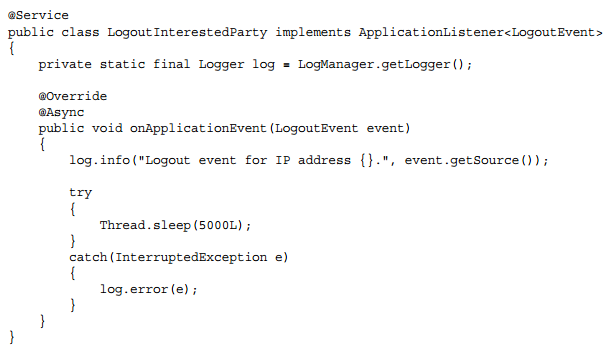 @Service
public class LogoutInterestedParty implements ApplicationListener<LogoutEvent>
{
    private static final Logger log = LogManager.getLogger();

    @Override
    @Async
    public void onApplicationEvent(LogoutEvent event)
    {
        log.info("Logout event for IP address {}.", event.getSource());

        try
        {
            Thread.sleep(5000L);
        }
        catch(InterruptedException e)
        {
            log.error(e);
        }
    }
}